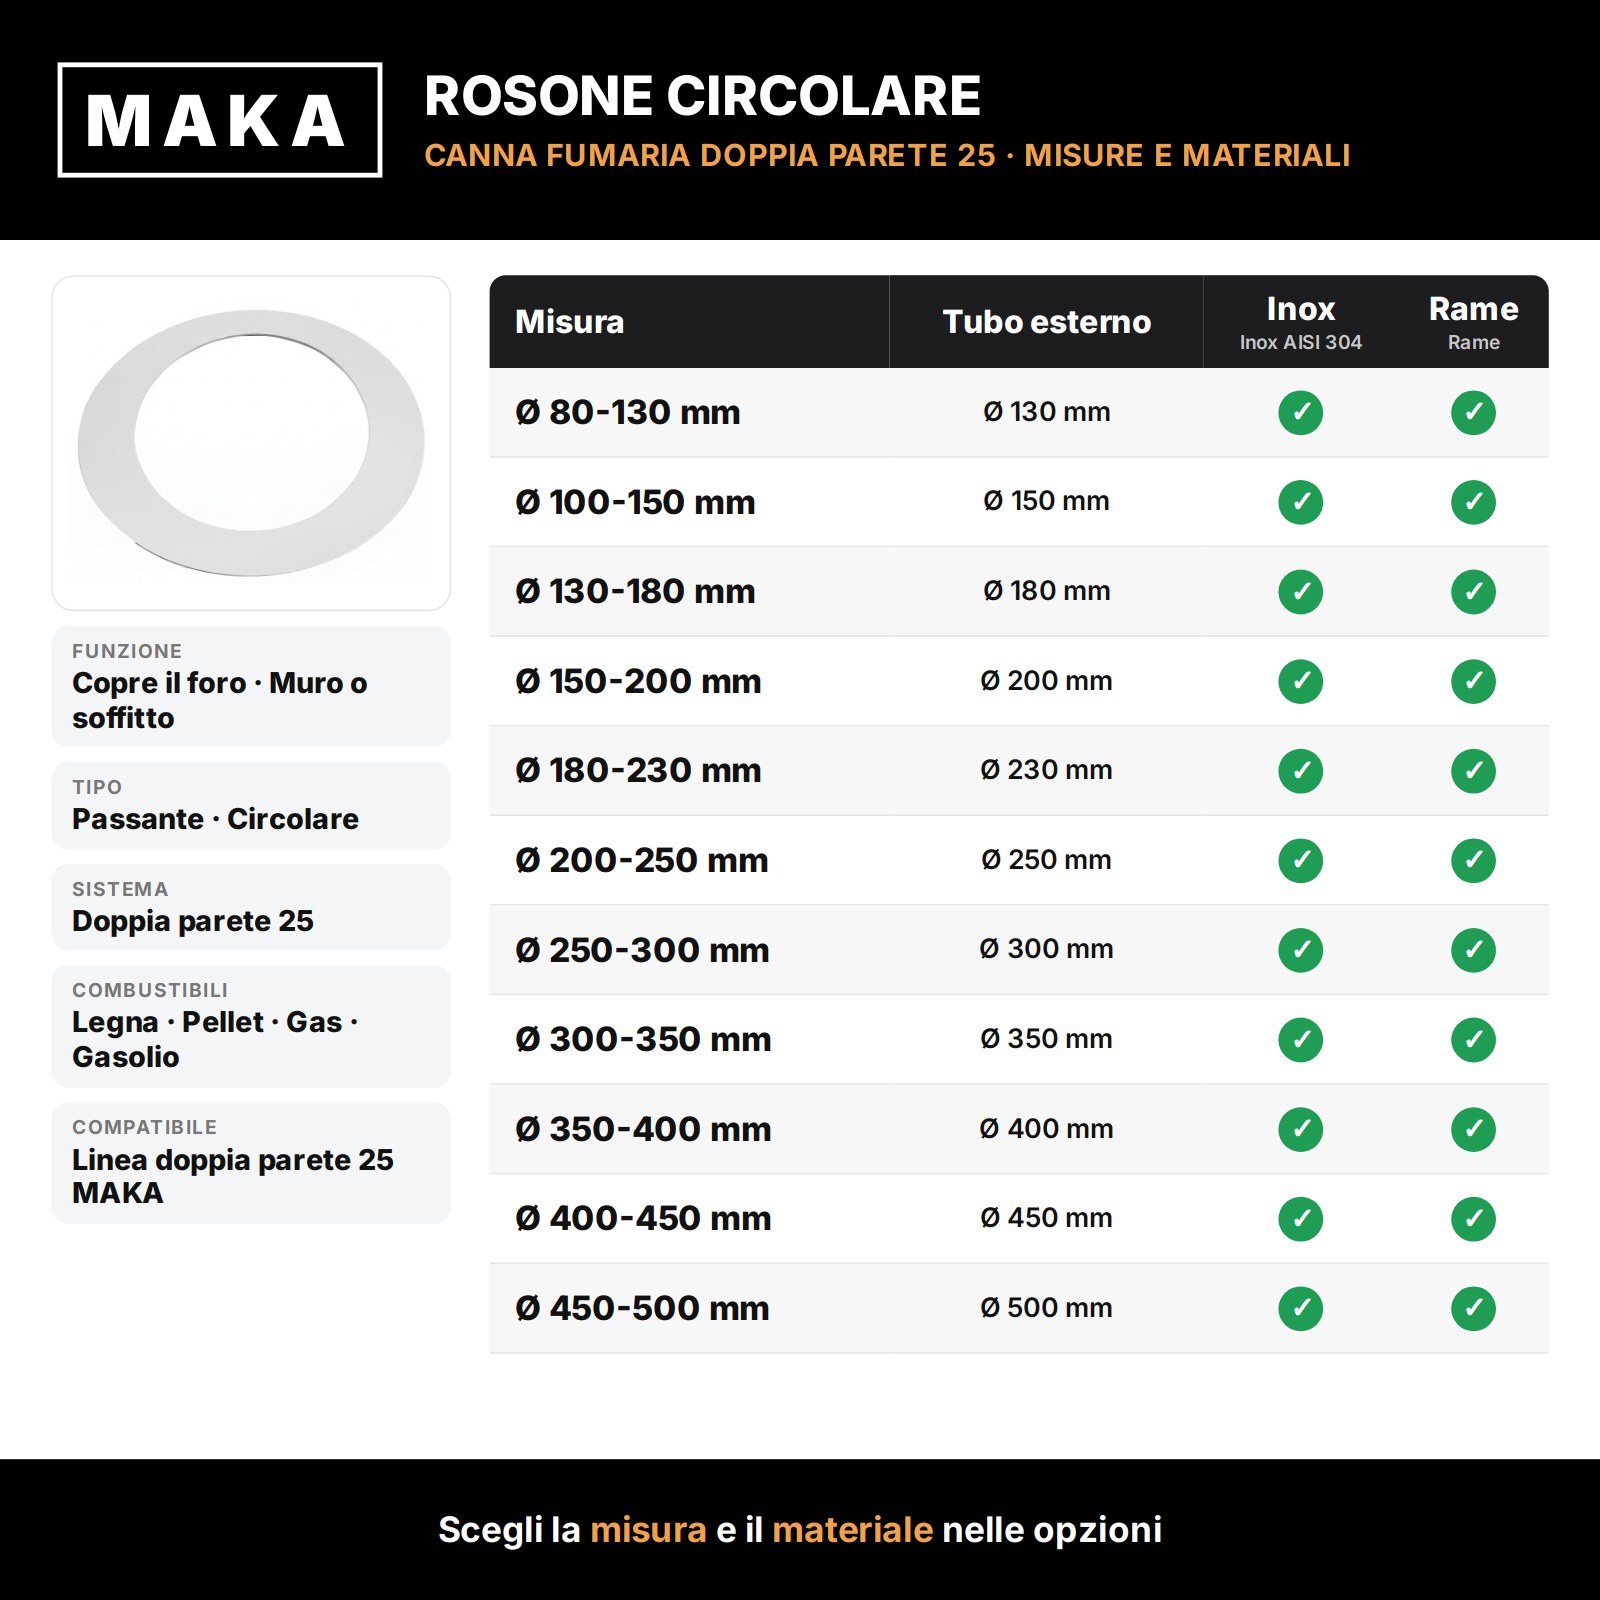 MAKA
ROSONE CIRCOLARE
CANNA FUMARIA DOPPIA PARETE 25 · MISURE E MATERIALI
FUNZIONE
Copre il foro · Muro o
soffitto
TIPO
Passante · Circolare
SISTEMA
Doppia parete 25
COMBUSTIBILI
Legna · Pellet · Gas ·
Gasolio
COMPATIBILE
Linea doppia parete 25
MAKA
Misura Tubo esterno Inox Rame
Inox AISI 304 Rame
Ø 80-130 mm Ø 130 mm ✓ ✓
Ø 100-150 mm Ø 150 mm ✓ ✓
Ø 130-180 mm Ø 180 mm ✓ ✓
Ø 150-200 mm Ø 200 mm ✓ ✓
Ø 180-230 mm Ø 230 mm ✓ ✓
Ø 200-250 mm Ø 250 mm ✓ ✓
Ø 250-300 mm Ø 300 mm ✓ ✓
Ø 300-350 mm Ø 350 mm ✓ ✓
Ø 350-400 mm Ø 400 mm ✓ ✓
Ø 400-450 mm Ø 450 mm ✓ ✓
Ø 450-500 mm Ø 500 mm ✓ ✓
Scegli la misura e il materiale nelle opzioni